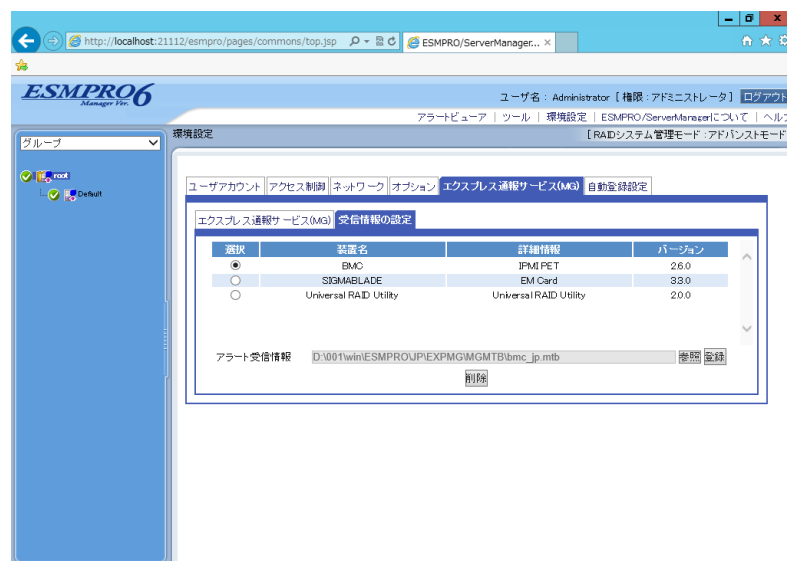 http://localhost:21112/esmpro/pages/commons/top.jsp
ESMPRO/ServerManager...
ESMPRO6
Manager Ver.
ユーザ名 : Administrator [ 権限 : アドミニストレータ ] ログアウト
アラートビューア | ツール | 環境設定 | ESMPRO/ServerManagerについて | ヘルプ
グループ
環境設定
[ RAIDシステム管理モード : アドバンストモード
root
Default
ユーザアカウント アクセス制御 ネットワーク オプション エクスプレス通報サービス(MG) 自動登録設定
エクスプレス通報サービス(MG) 受信情報の設定
選択 装置名 詳細情報 バージョン
BMC IPMI PET 2.6.0
SIGMABLADE EM Card 3.3.0
Universal RAID Utility Universal RAID Utility 2.0.0
アラート受信情報 D:\001\win\ESMPRO\JP\EXPMG\MGMTB\bmc_jp.mtb 参照 登録
削除